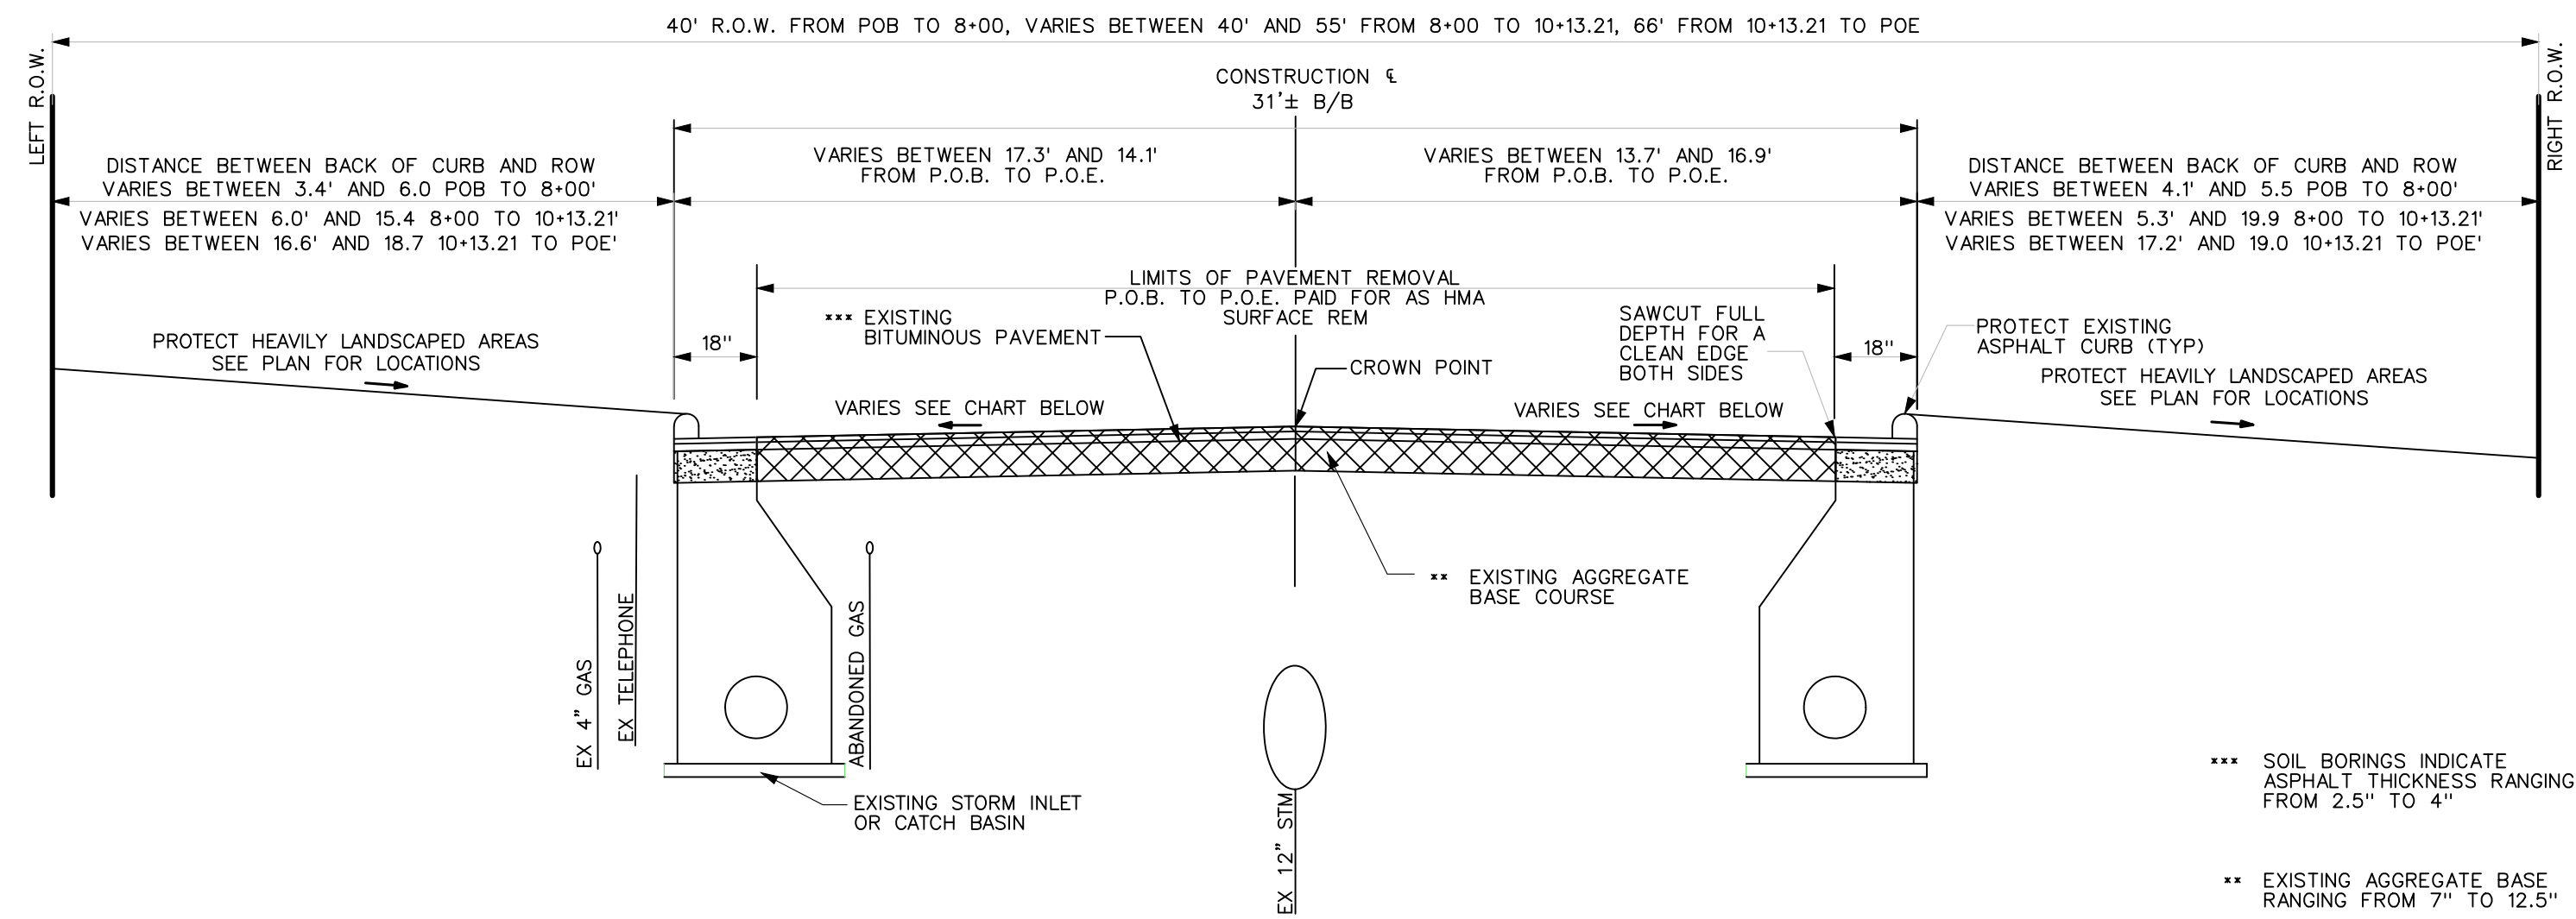 40' R.O.W. FROM POB TO 8+00, VARIES BETWEEN 40' AND 55' FROM 8+00 TO 10+13.21, 66' FROM 10+13.21 TO POE
LEFT R.O.W.
RIGHT R.O.W.
CONSTRUCTION ℄
31'± B/B
DISTANCE BETWEEN BACK OF CURB AND ROW
VARIES BETWEEN 3.4' AND 6.0 POB TO 8+00'
VARIES BETWEEN 6.0' AND 15.4 8+00 TO 10+13.21'
VARIES BETWEEN 16.6' AND 18.7 10+13.21 TO POE'
VARIES BETWEEN 17.3' AND 14.1'
FROM P.O.B. TO P.O.E.
VARIES BETWEEN 13.7' AND 16.9'
FROM P.O.B. TO P.O.E.
DISTANCE BETWEEN BACK OF CURB AND ROW
VARIES BETWEEN 4.1' AND 5.5 POB TO 8+00'
VARIES BETWEEN 5.3' AND 19.9 8+00 TO 10+13.21'
VARIES BETWEEN 17.2' AND 19.0 10+13.21 TO POE'
LIMITS OF PAVEMENT REMOVAL
P.O.B. TO P.O.E. PAID FOR AS HMA
SURFACE REM
*** EXISTING
BITUMINOUS PAVEMENT
SAWCUT FULL
DEPTH FOR A
CLEAN EDGE
BOTH SIDES
PROTECT EXISTING
ASPHALT CURB (TYP)
PROTECT HEAVILY LANDSCAPED AREAS
SEE PLAN FOR LOCATIONS
18"
18"
CROWN POINT
PROTECT HEAVILY LANDSCAPED AREAS
SEE PLAN FOR LOCATIONS
VARIES SEE CHART BELOW
VARIES SEE CHART BELOW
** EXISTING AGGREGATE
BASE COURSE
EX 4" GAS
EX TELEPHONE
ABANDONED GAS
EX 12" STM
EXISTING STORM INLET
OR CATCH BASIN
*** SOIL BORINGS INDICATE
ASPHALT THICKNESS RANGING
FROM 2.5" TO 4"
** EXISTING AGGREGATE BASE
RANGING FROM 7" TO 12.5"